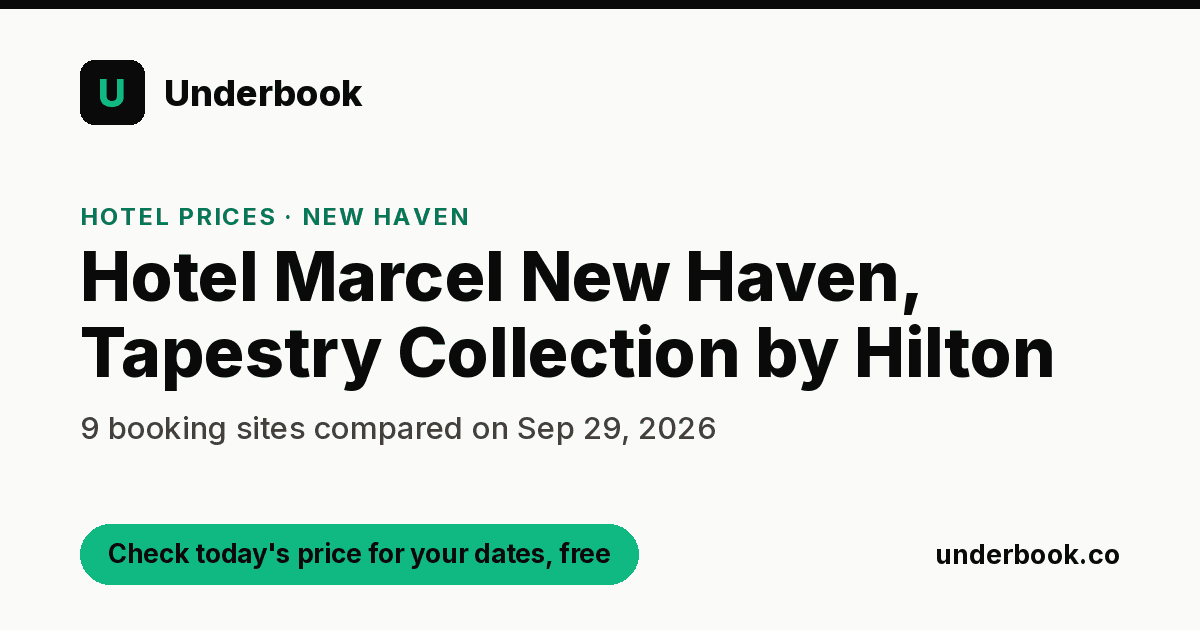 U
Underbook
HOTEL PRICES · NEW HAVEN
Hotel Marcel New Haven,
Tapestry Collection by Hilton
9 booking sites compared on Sep 29, 2026
Check today's price for your dates, free
underbook.co